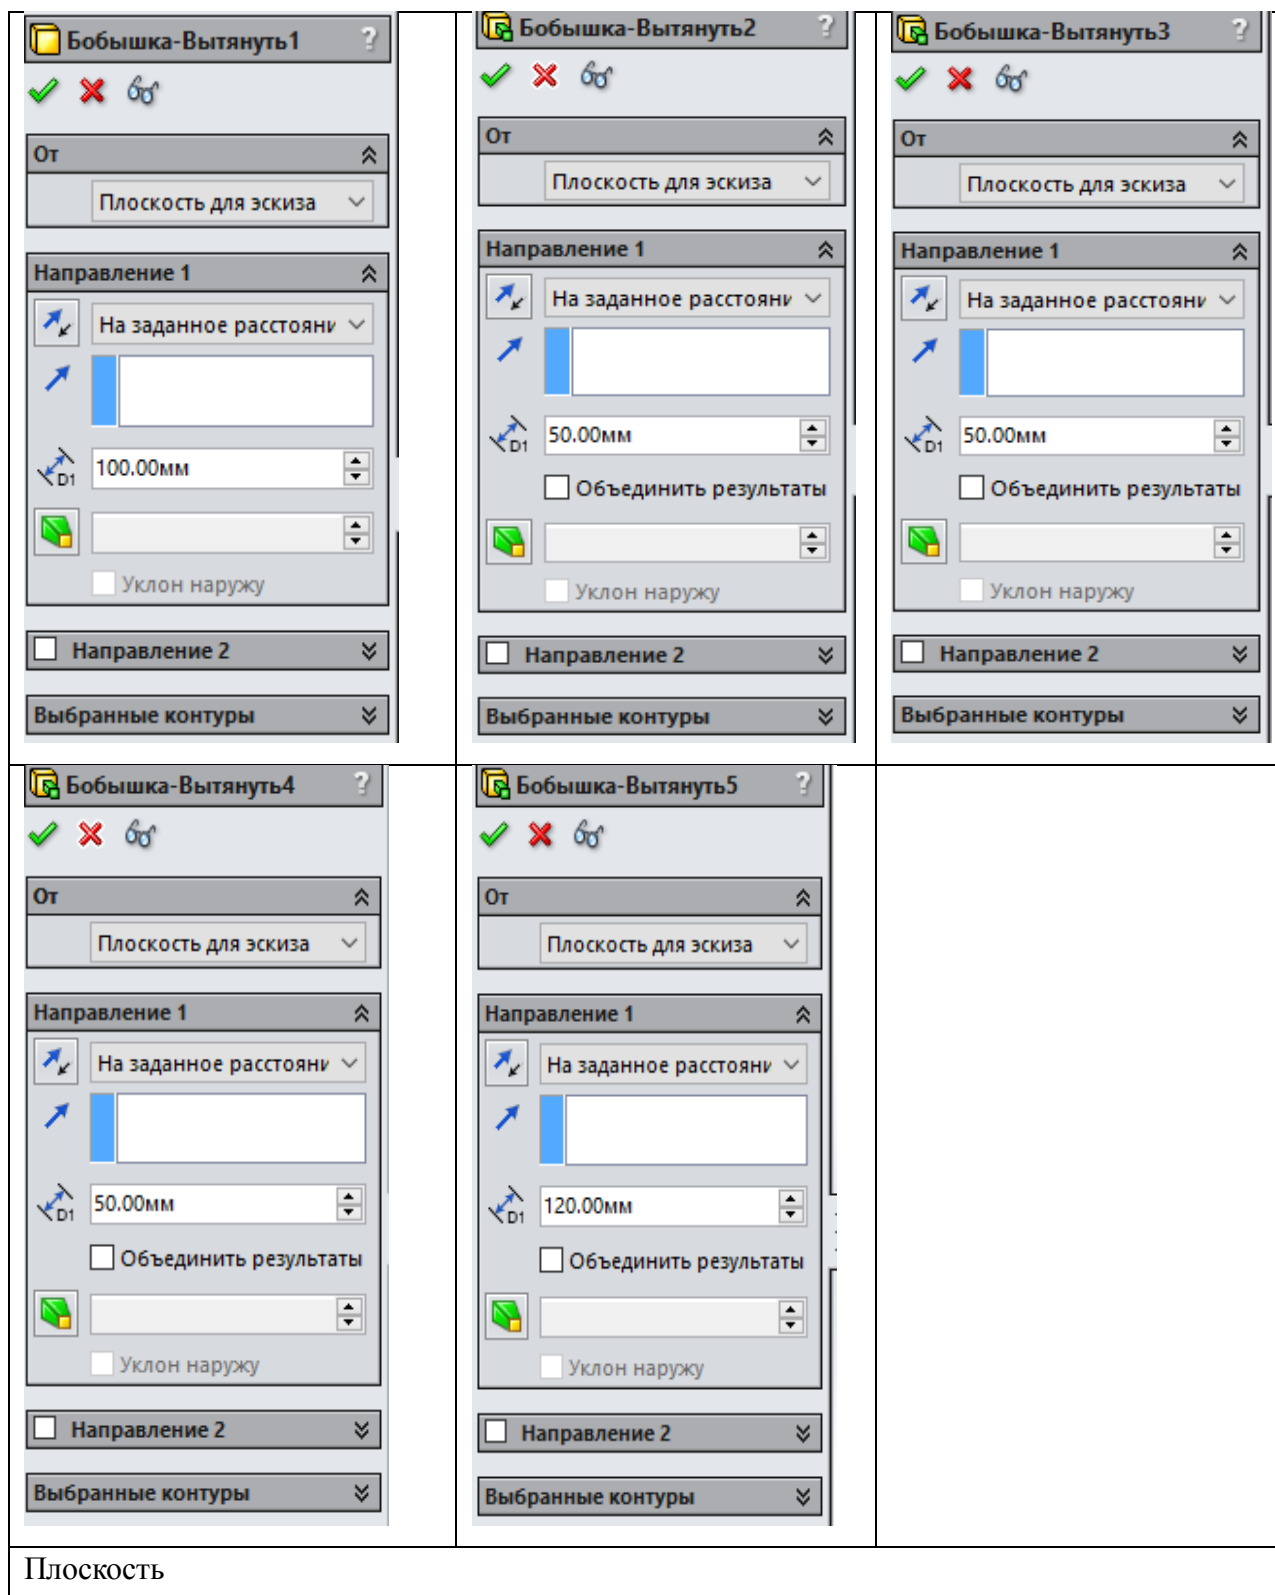 Бобышка-Вытянуть1 ?
От
Плоскость для эскиза
Направление 1
На заданное расстояни
D1 100.00мм
Уклон наружу
Направление 2
Выбранные контуры
Бобышка-Вытянуть2 ?
От
Плоскость для эскиза
Направление 1
На заданное расстояни
D1 50.00мм
Объединить результаты
Уклон наружу
Направление 2
Выбранные контуры
Бобышка-Вытянуть3 ?
От
Плоскость для эскиза
Направление 1
На заданное расстояни
D1 50.00мм
Объединить результаты
Уклон наружу
Направление 2
Выбранные контуры
Бобышка-Вытянуть4 ?
От
Плоскость для эскиза
Направление 1
На заданное расстояни
D1 50.00мм
Объединить результаты
Уклон наружу
Направление 2
Выбранные контуры
Бобышка-Вытянуть5 ?
От
Плоскость для эскиза
Направление 1
На заданное расстояни
D1 120.00мм
Объединить результаты
Уклон наружу
Направление 2
Выбранные контуры
Плоскость